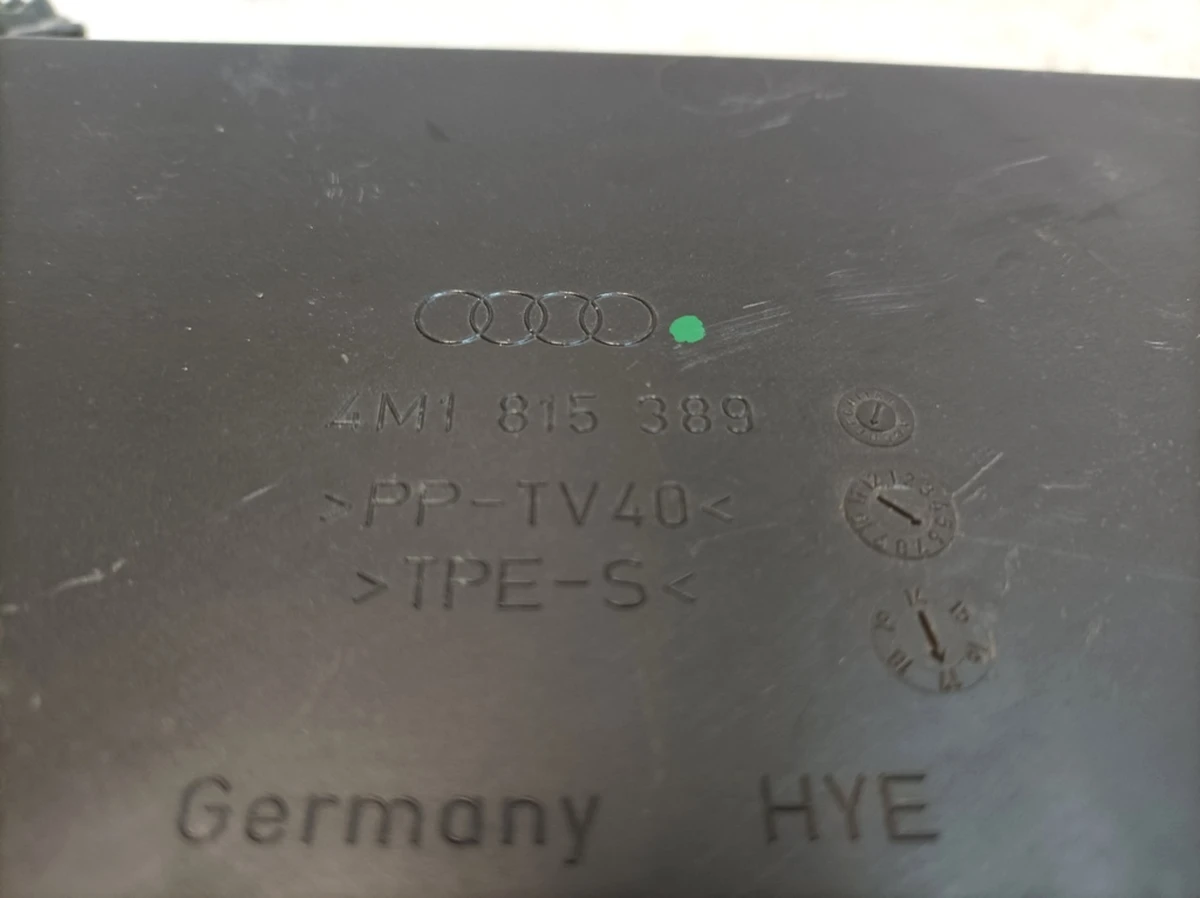 4M1 815 389
>PP-TV40<
>TPE-S<
Germany HYE